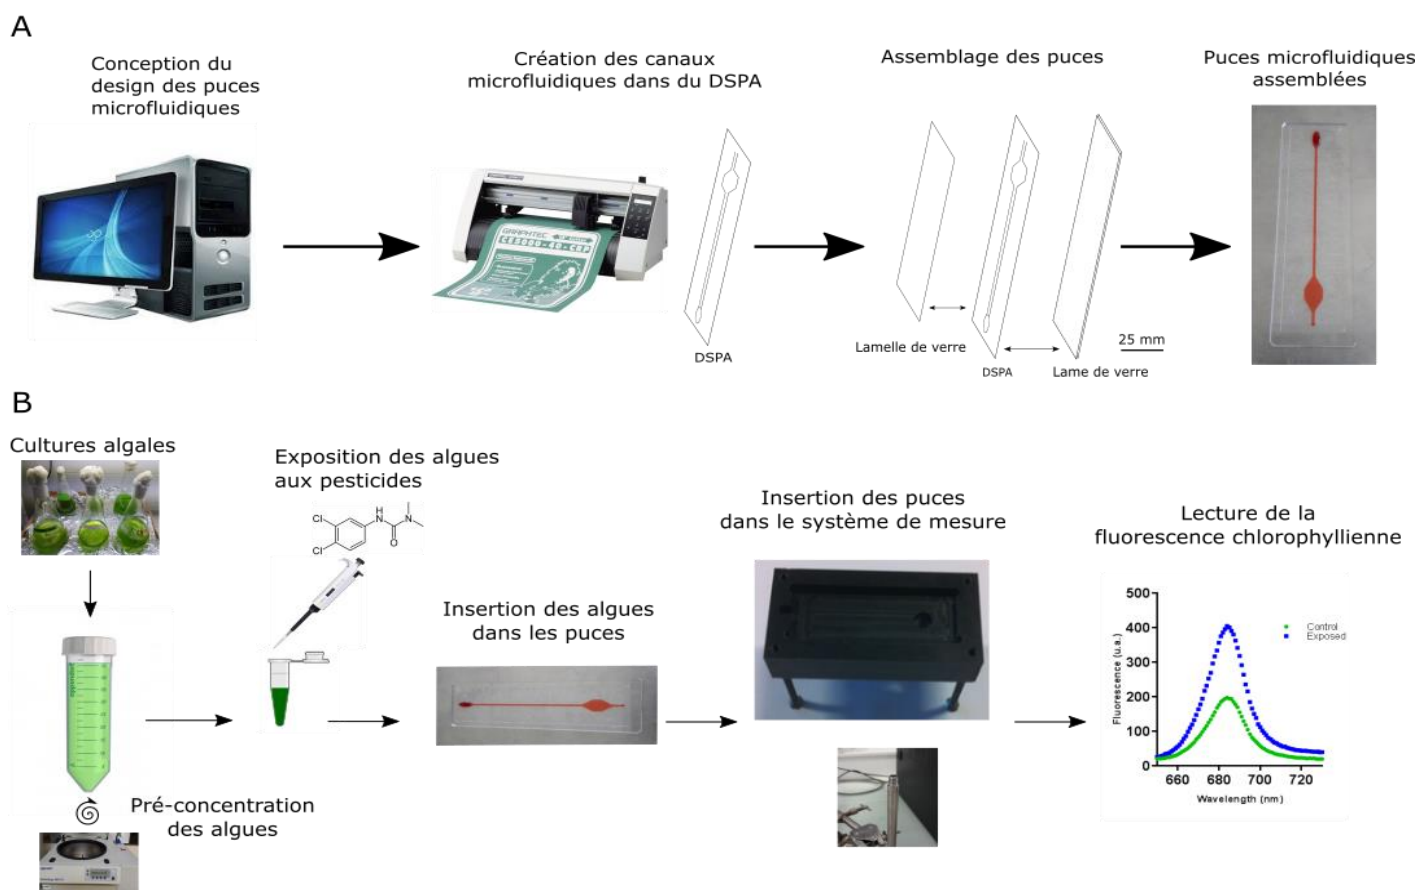 A
Conception du
design des puces
microfluidiques
Création des canaux
microfluidiques dans du DSPA
Assemblage des puces
Puces microfluidiques
assemblées
GRAPHTEC
DSPA
Lamelle de verre
DSPA
Lame de verre
25 mm
B
Cultures algales
Exposition des algues
aux pesticides
Cl
Cl
H
N
O
N
Pré-concentration
des algues
Insertion des algues
dans les puces
Insertion des puces
dans le système de mesure
Lecture de la
fluorescence chlorophyllienne
Fluorescence (u.a.)
500
400
300
200
100
0
660
680
700
720
Wavelength (nm)
Control
Exposed